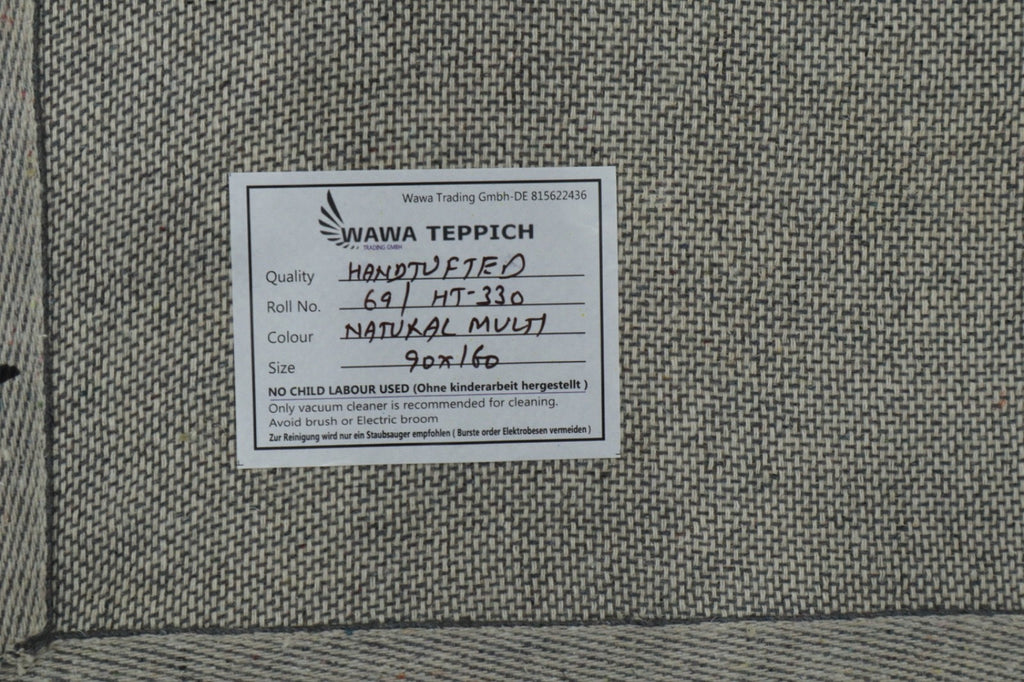 Wawa Trading Gmbh-DE 815622436
WAWA TEPPICH
TRADING GMBH
Quality HANDTUFTED
Roll No. 69/ HT-330
Colour NATURAL MULTI
Size 90x160
NO CHILD LABOUR USED (Ohne kinderarbeit hergestellt )
Only vacuum cleaner is recommended for cleaning.
Avoid brush or Electric broom
Zur Reinigung wird nur ein Staubsauger empfohlen ( Burste order Elektrobesen vermeiden )